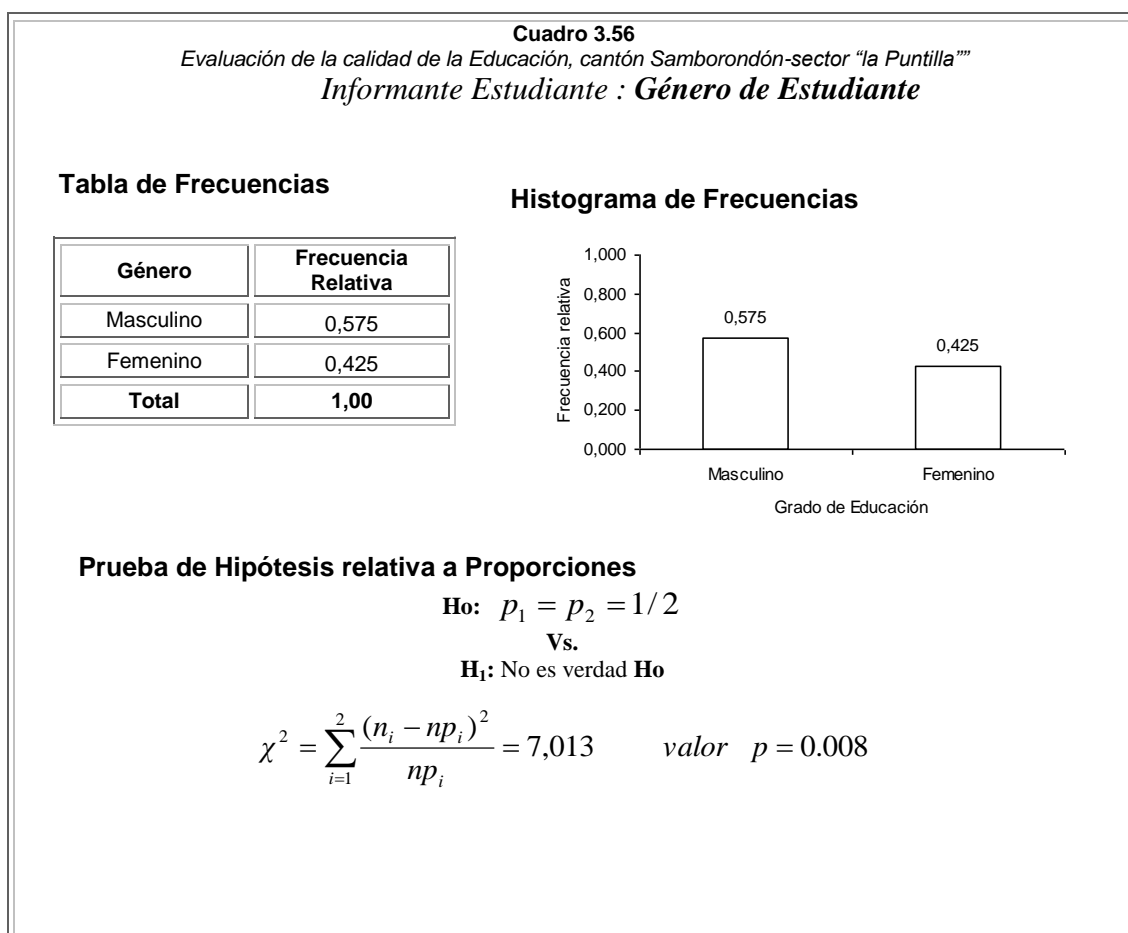 Cuadro 3.56
Evaluación de la calidad de la Educación, cantón Samborondón-sector “la Puntilla””
Informante Estudiante : Género de Estudiante
Tabla de Frecuencias
Género Frecuencia Relativa
Masculino 0,575
Femenino 0,425
Total 1,00
Histograma de Frecuencias
Frecuencia relativa
1,000
0,800
0,600
0,400
0,200
0,000
0,575
0,425
Masculino Femenino
Grado de Educación
Prueba de Hipótesis relativa a Proporciones
Ho: p₁ = p₂ = 1/2
Vs.
H₁: No es verdad Ho
χ² = ∑_{i=1}^{2} (nᵢ − npᵢ)² / npᵢ = 7,013 valor p = 0.008